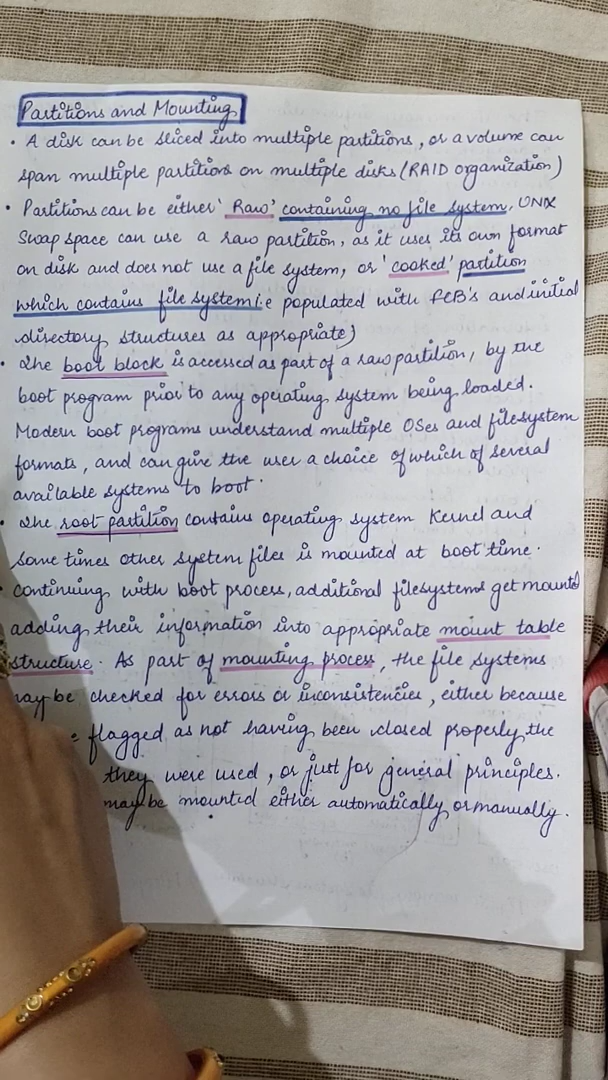 Partitions and Mounting
• A disk can be sliced into multiple partitions, or a volume can
span multiple partitions on multiple disks (RAID organization)
• Partitions can be either 'Raw' containing no file system, UNIX
Swap space can use a raw partition, as it uses its own format
on disk and does not use a file system, or 'cooked' partition
which contains file system i.e populated with FCB's and initial
directory structures as appropriate)
• The boot block is accessed as part of a raw partition, by the
boot program prior to any operating system being loaded.
Modern boot programs understand multiple OSes and filesystem
formats, and can give the user a choice of which of several
available systems to boot.
• The root partition contains operating system Kernel and
some times other system files is mounted at boot time.
• continuing with boot process, additional filesystems get mounted
adding their information into appropriate mount table
structure. As part of mounting process, the file systems
may be checked for errors or inconsistencies, either because
flagged as not having been closed properly the
they were used, or just for general principles.
may be mounted either automatically or manually.